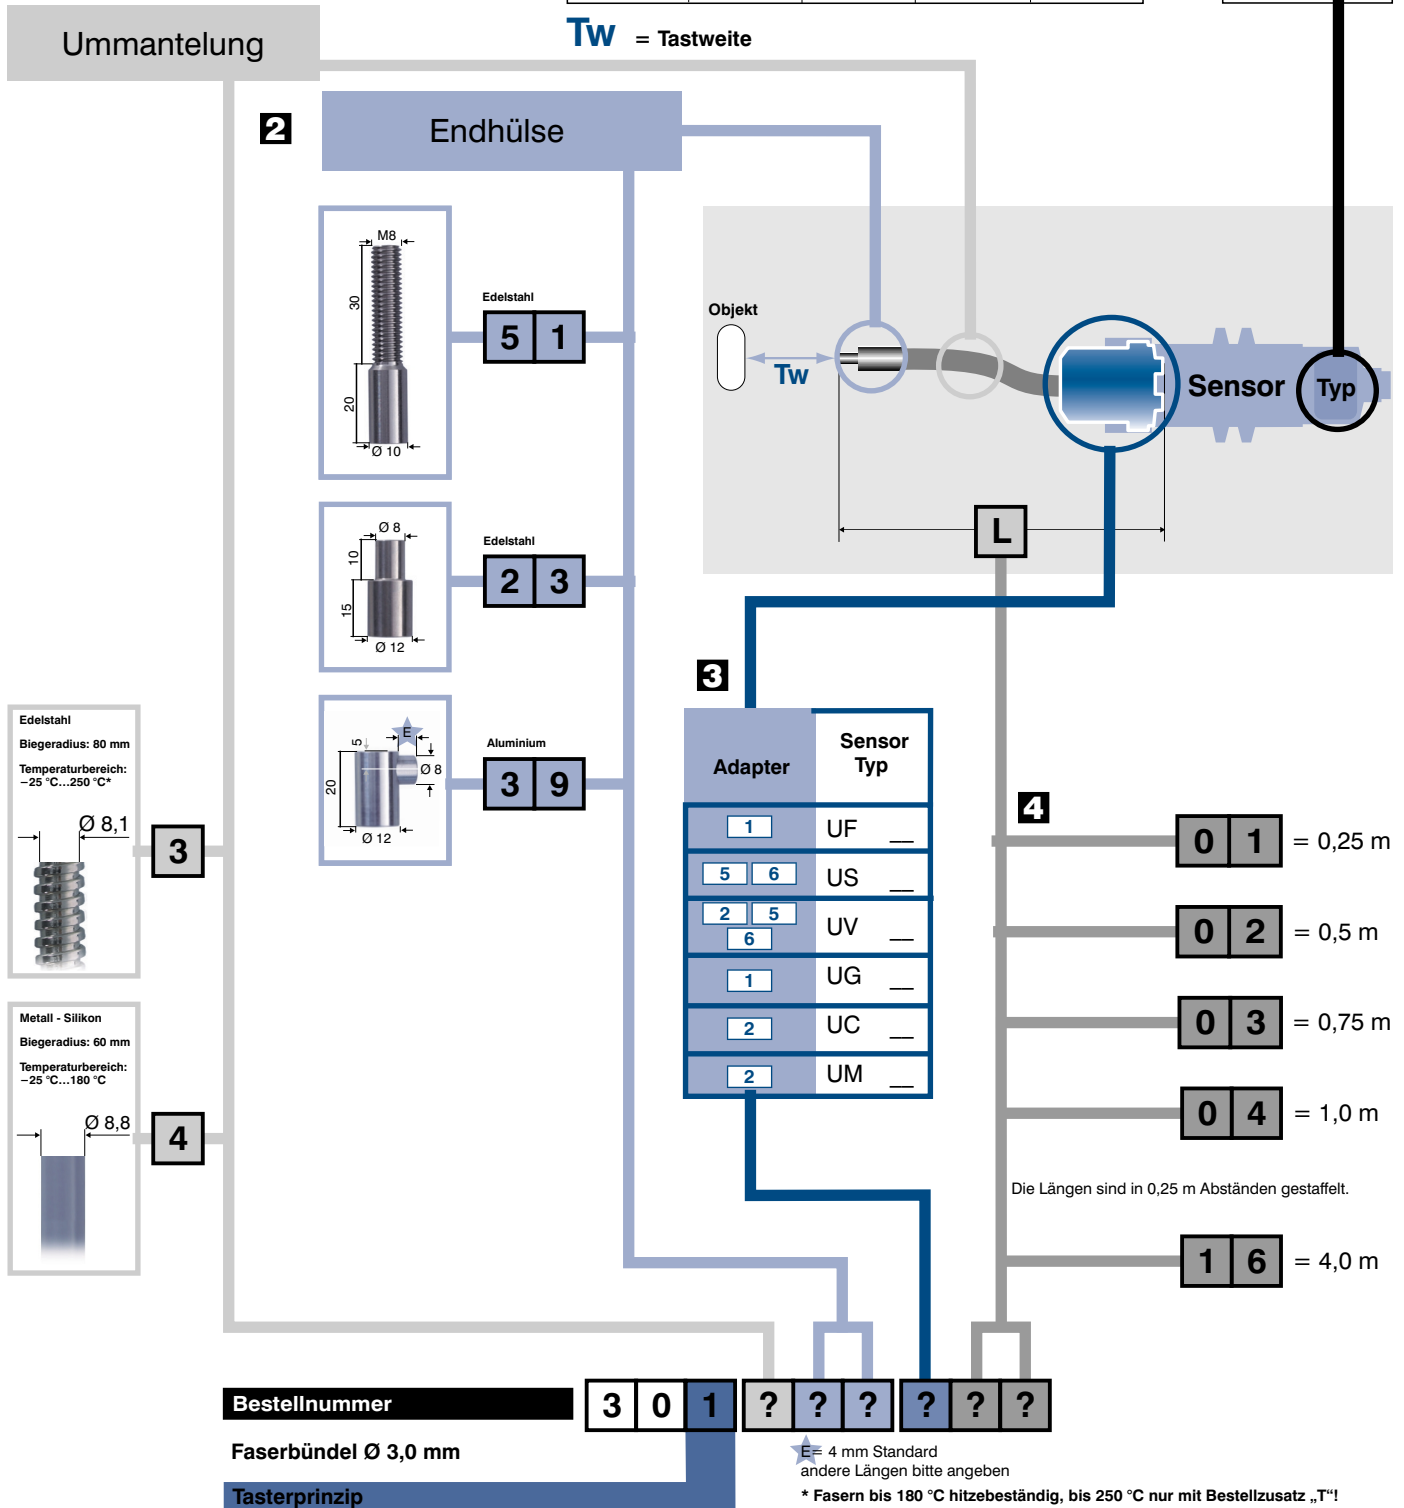 Ummantelung
Tw = Tastweite
2 Endhülse
M8
30
20
Ø 10
Edelstahl
5 1
Objekt
Tw
Sensor
Typ
L
Ø 8
10
15
Ø 12
Edelstahl
2 3
E
5
20
Ø 8
Ø 12
Aluminium
3 9
Edelstahl
Biegeradius: 80 mm
Temperaturbereich:
–25 °C...250 °C*
Ø 8,1
3
Metall - Silikon
Biegeradius: 60 mm
Temperaturbereich:
–25 °C...180 °C
Ø 8,8
4
3
Adapter
Sensor
Typ
1 UF __
5 6 US __
2 5
6
UV __
1 UG __
2 UC __
2 UM __
4
0 1 = 0,25 m
0 2 = 0,5 m
0 3 = 0,75 m
0 4 = 1,0 m
Die Längen sind in 0,25 m Abständen gestaffelt.
1 6 = 4,0 m
Bestellnummer 3 0 1 ? ? ? ? ? ?
Faserbündel Ø 3,0 mm
Tasterprinzip
E= 4 mm Standard
andere Längen bitte angeben
* Fasern bis 180 °C hitzebeständig, bis 250 °C nur mit Bestellzusatz „T“!